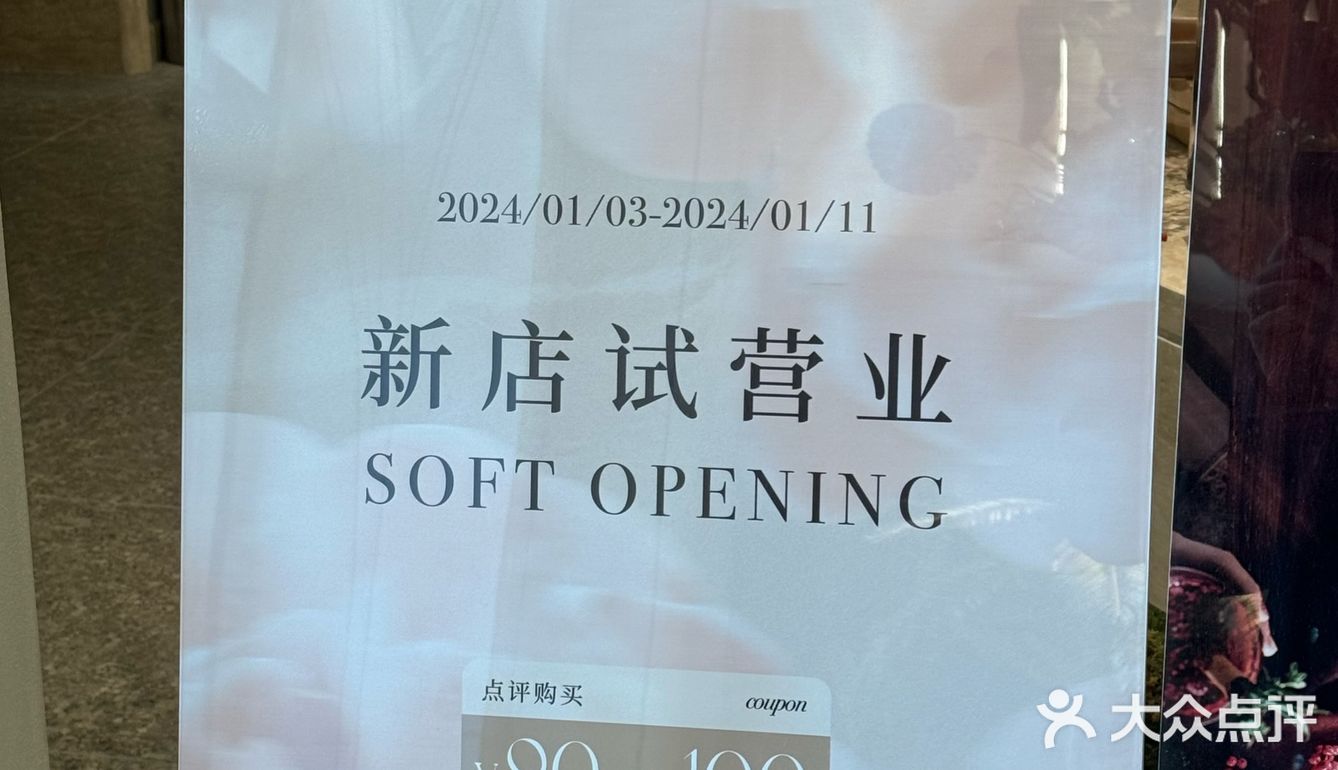 2024/01/03-2024/01/11
新店试营业
SOFT OPENING
点评购买
coupon
大众点评